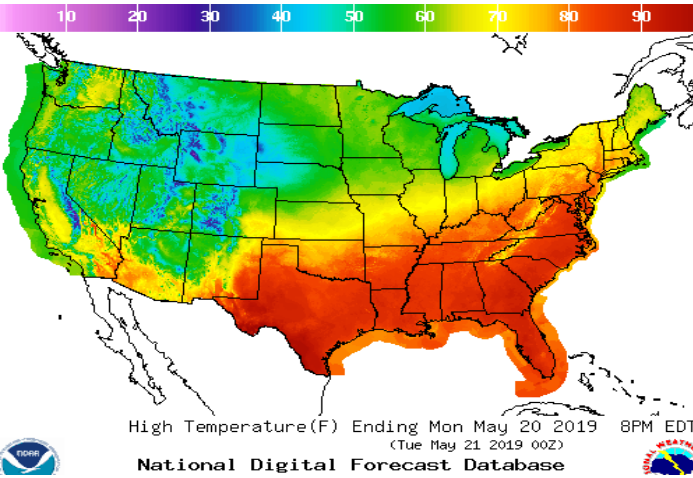 10 20 30 40 50 60 70 80 90
High Temperature(F) Ending Mon May 20 2019 8PM EDT
(Tue May 21 2019 00Z)
National Digital Forecast Database
NOAA